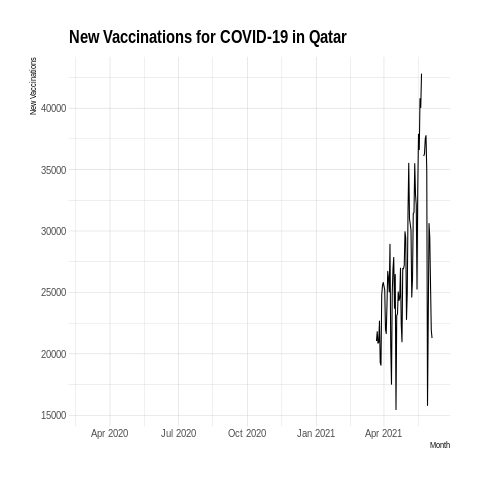 New Vaccinations for COVID-19 in Qatar
New Vaccinations
40000
35000
30000
25000
20000
15000
Apr 2020 Jul 2020 Oct 2020 Jan 2021 Apr 2021
Month